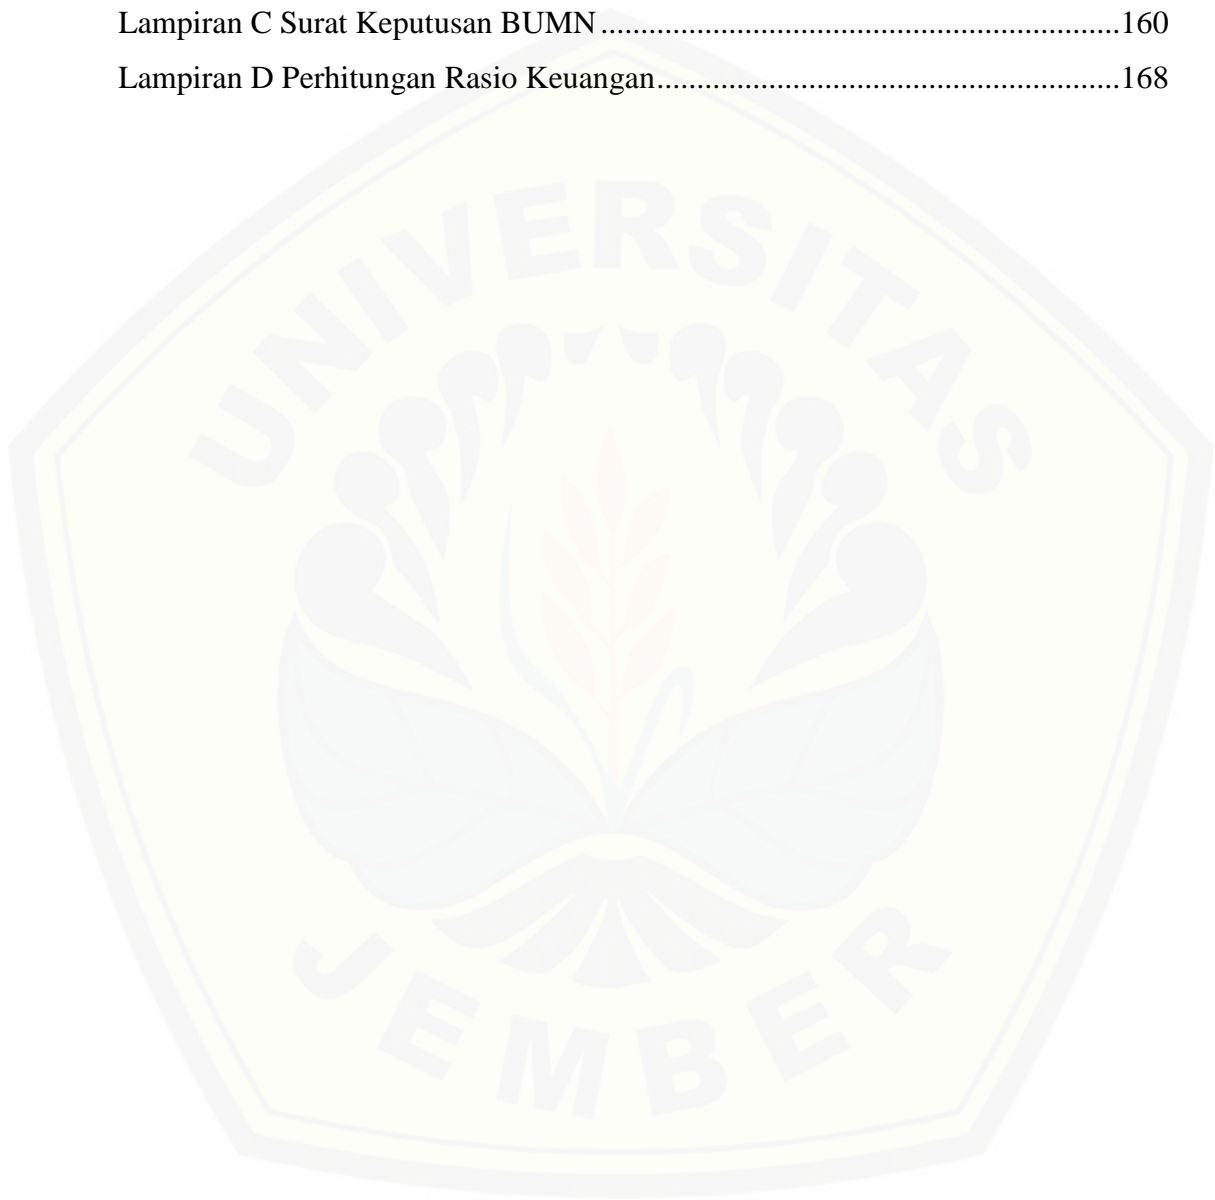 Lampiran C Surat Keputusan BUMN.................................................................160
Lampiran D Perhitungan Rasio Keuangan..........................................................168
UNIVERSITAS
JEMBER